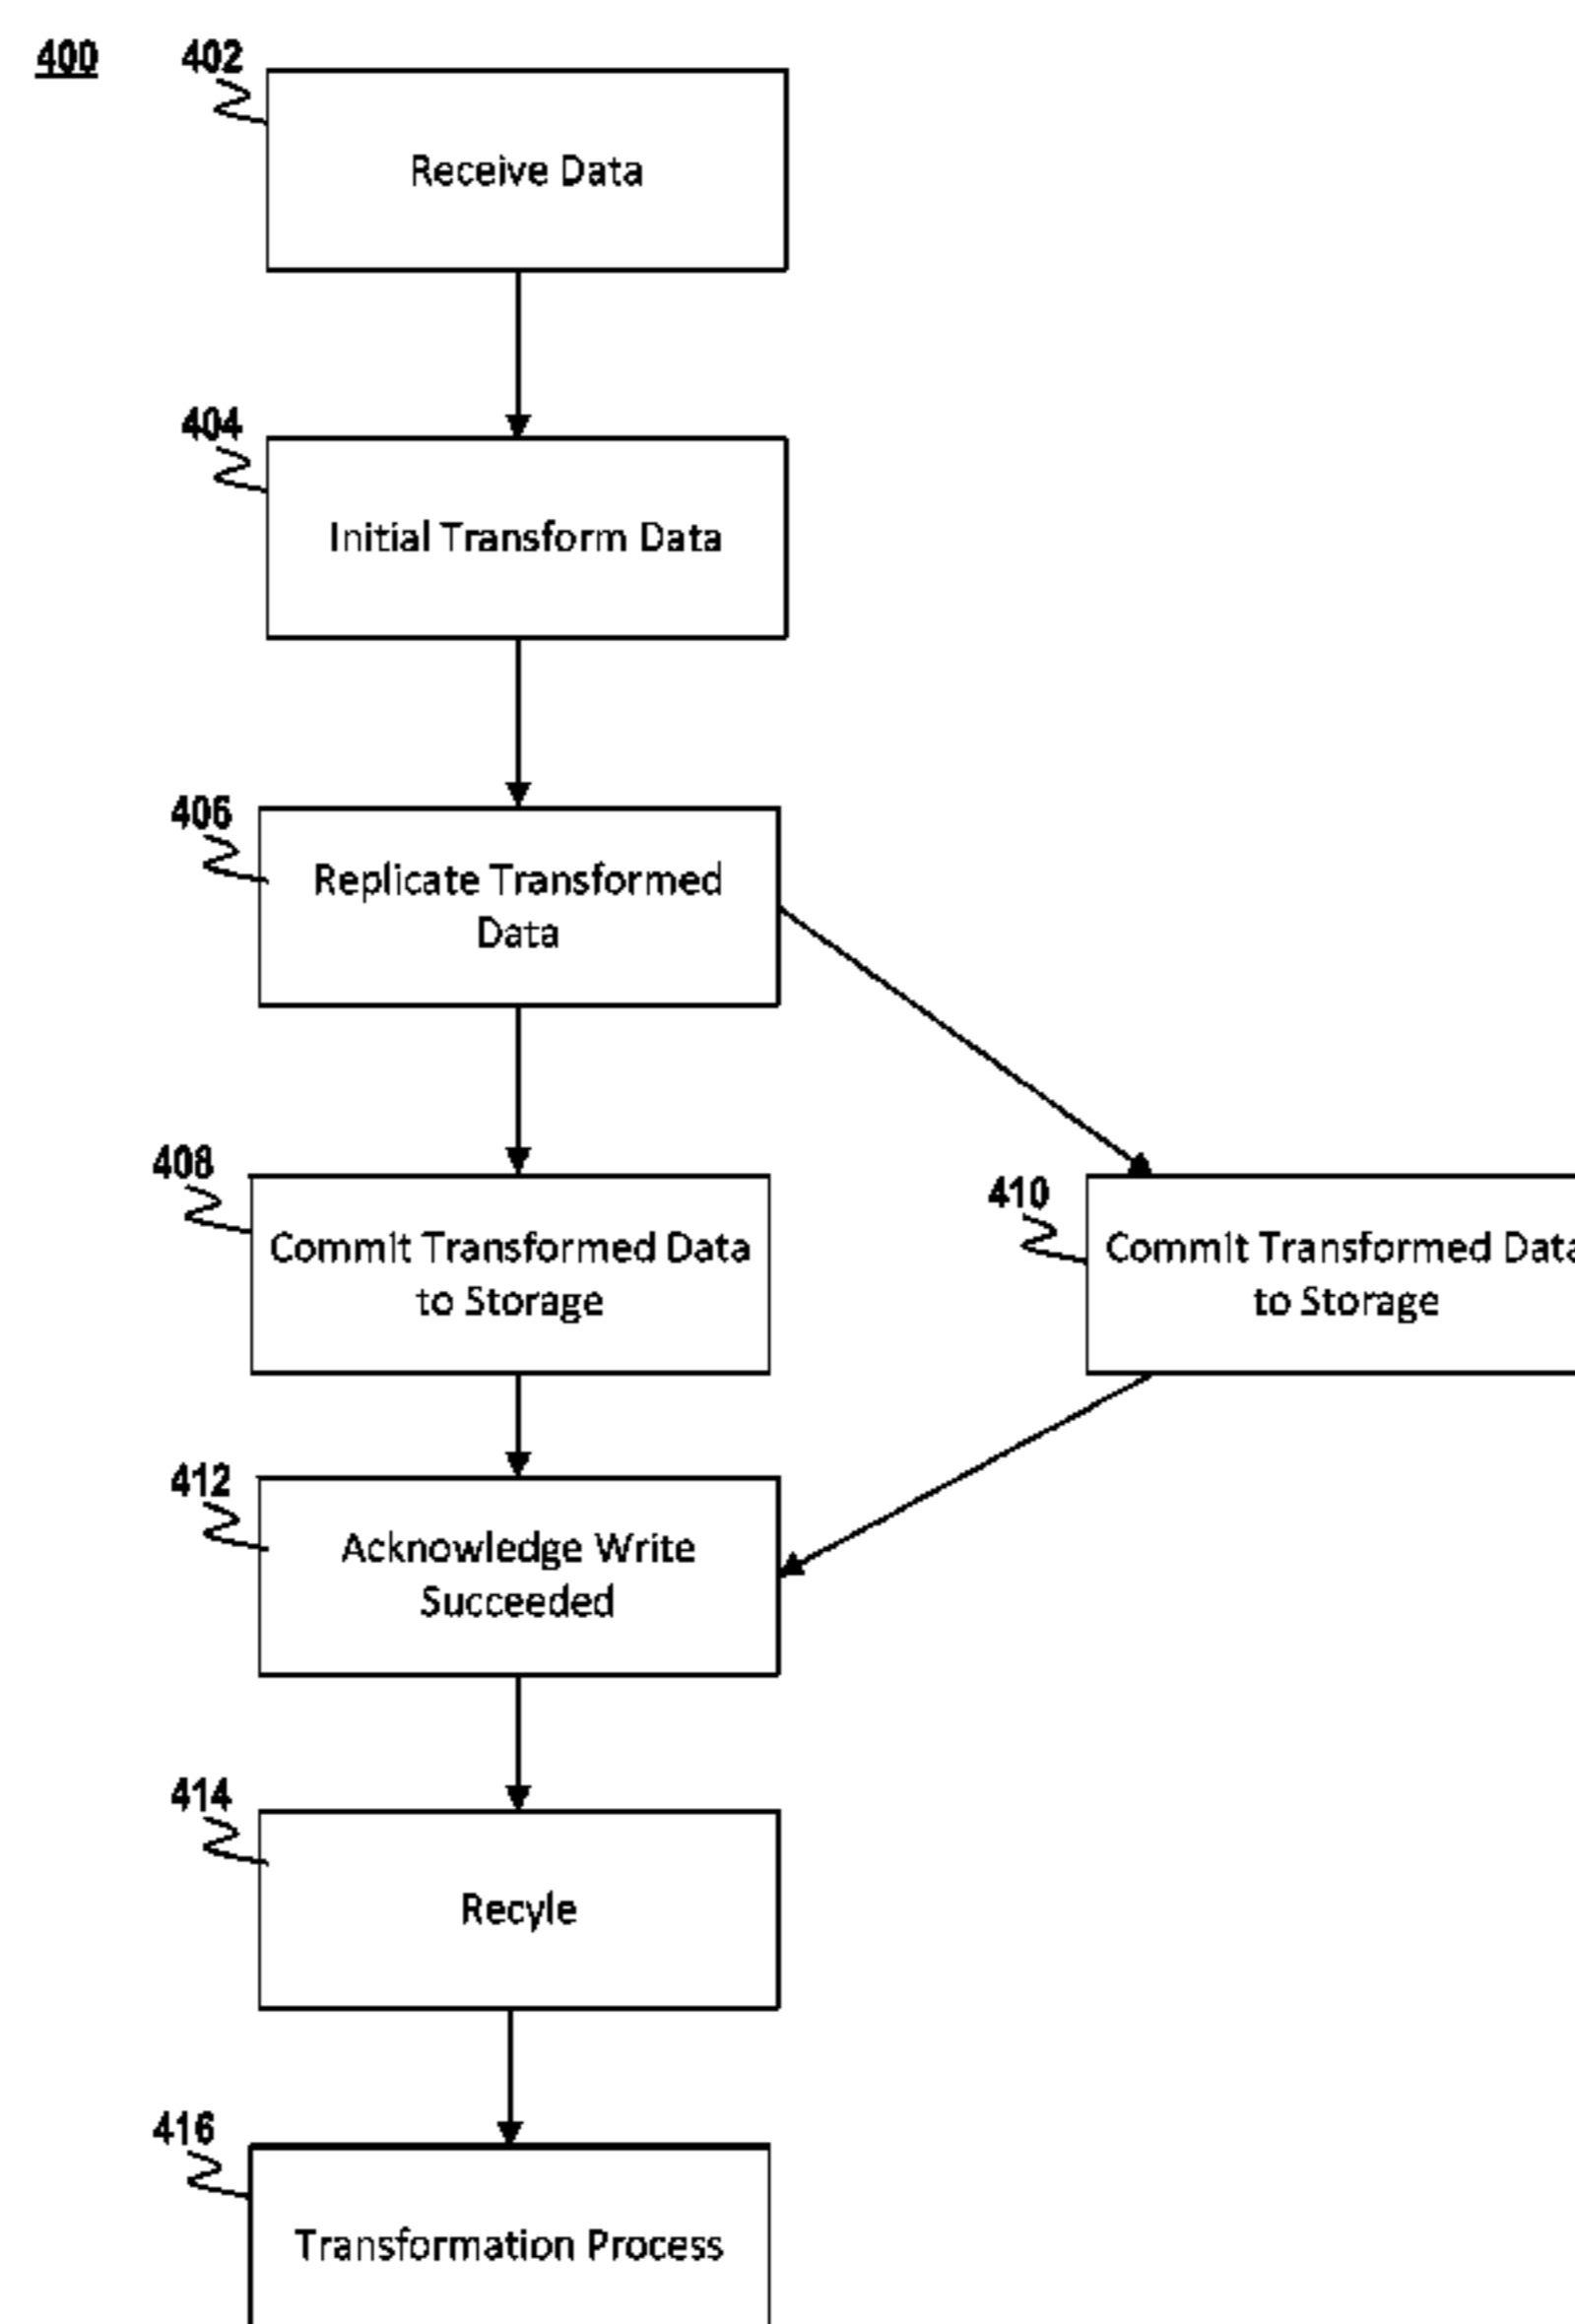 400
402
Receive Data
404
Initial Transform Data
406
Replicate Transformed
Data
408
Commit Transformed Data
to Storage
410
Commit Transformed Data
to Storage
412
Acknowledge Write
Succeeded
414
Recyle
416
Transformation Process